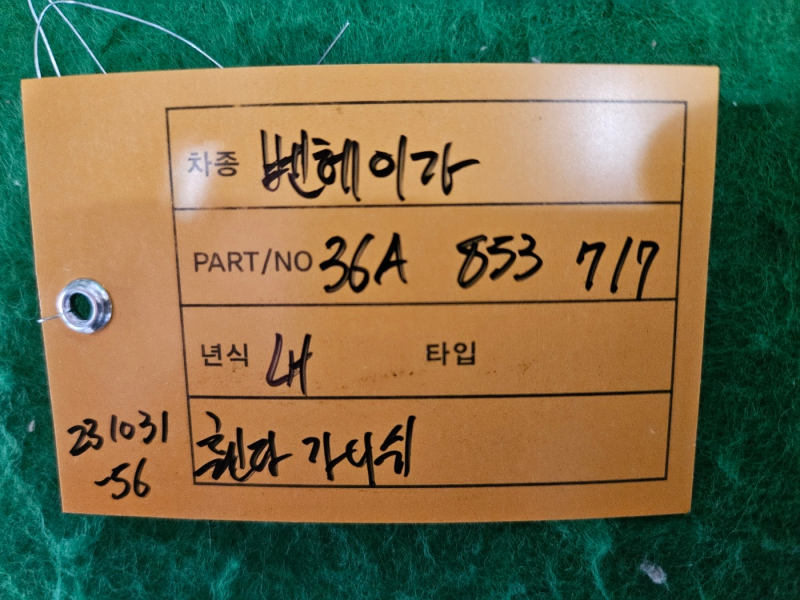 차종 벤테이가
PART/NO 36A 853 717
년식 LH 타입
휀다 가니쉬
231031
-56